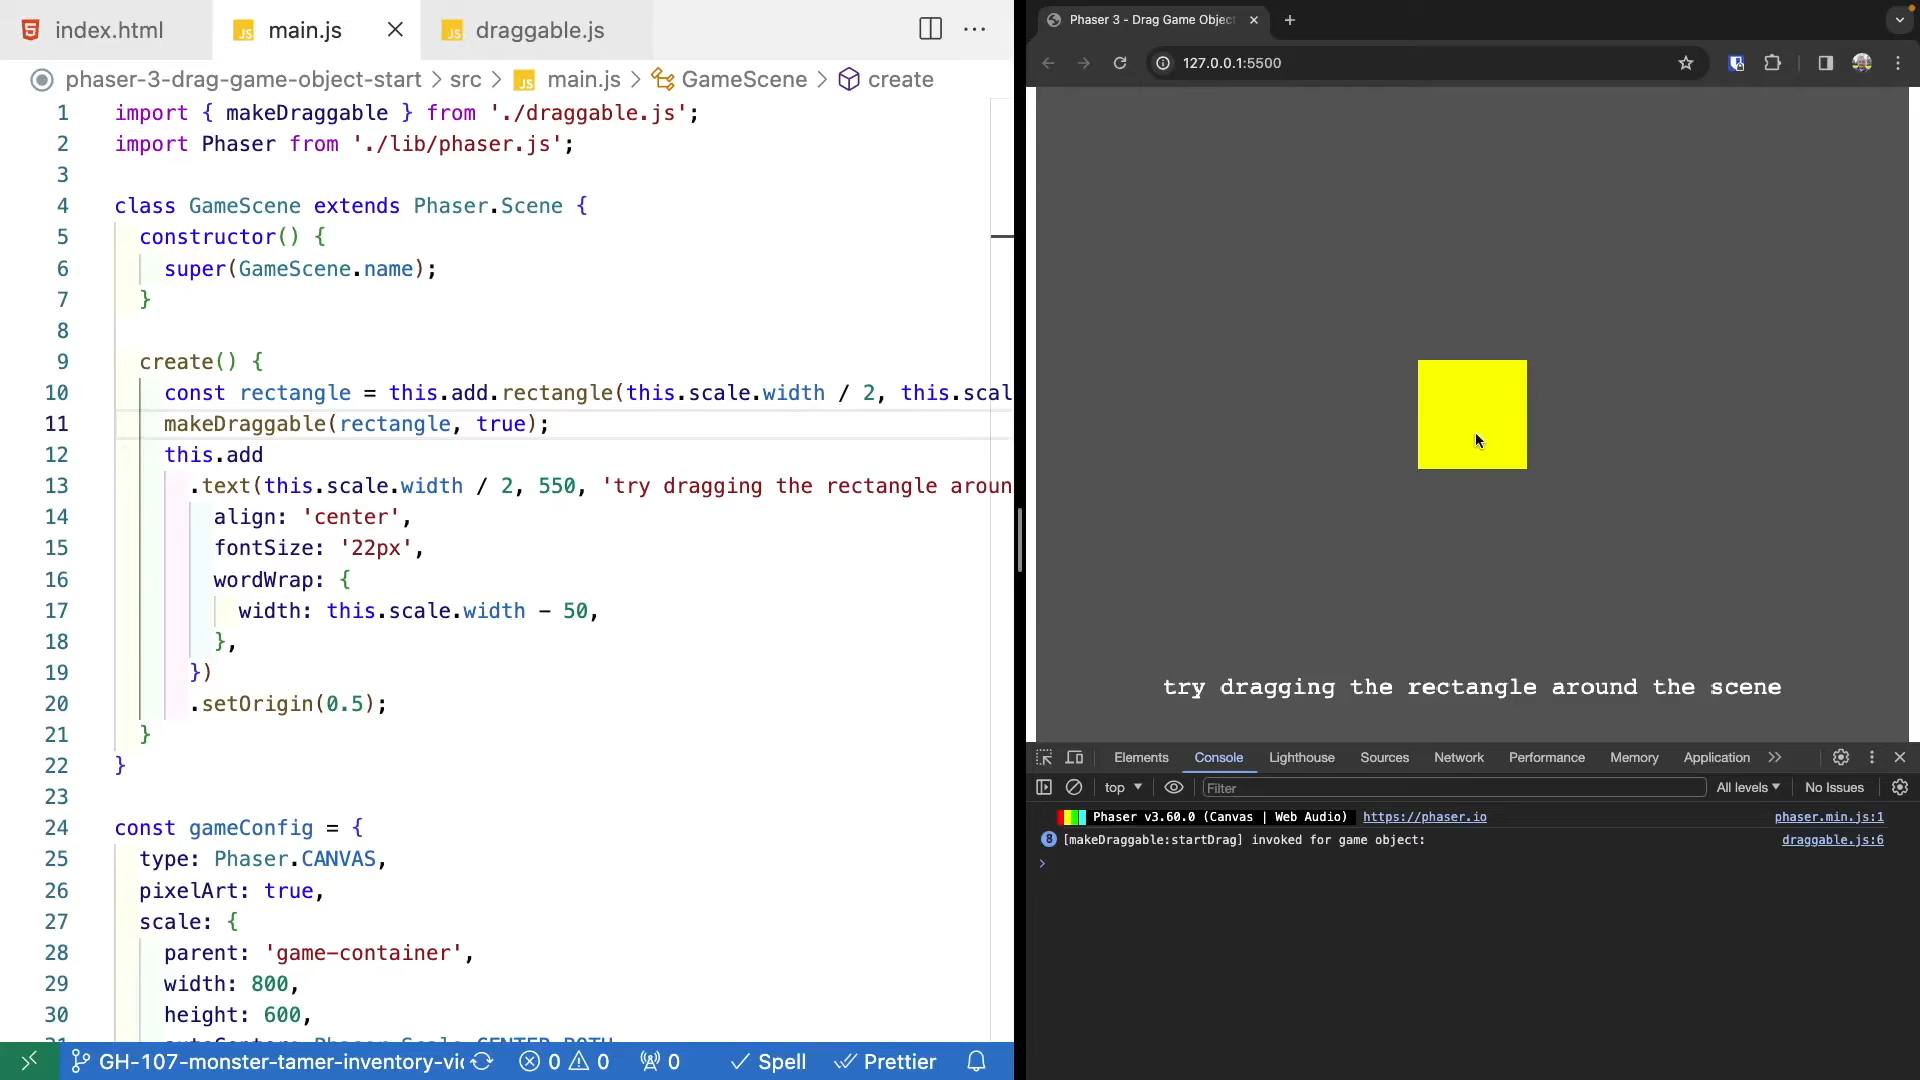 index.html
main.js
draggable.js
phaser-3-drag-game-object-start > src > JS main.js > GameScene > create
1 import { makeDraggable } from './draggable.js';
2 import Phaser from './lib/phaser.js';
3
4 class GameScene extends Phaser.Scene {
5 constructor() {
6 super(GameScene.name);
7 }
8
9 create() {
10 const rectangle = this.add.rectangle(this.scale.width / 2, this.scal
11 makeDraggable(rectangle, true);
12 this.add
13 .text(this.scale.width / 2, 550, 'try dragging the rectangle aroun
14 align: 'center',
15 fontSize: '22px',
16 wordWrap: {
17 width: this.scale.width - 50,
18 },
19 })
20 .setOrigin(0.5);
21 }
22 }
23
24 const gameConfig = {
25 type: Phaser.CANVAS,
26 pixelArt: true,
27 scale: {
28 parent: 'game-container',
29 width: 800,
30 height: 600,
GH-107-monster-tamer-inventory-vi 0 0 0 Spell Prettier
Phaser 3 - Drag Game Objec
127.0.0.1:5500
try dragging the rectangle around the scene
Elements Console Lighthouse Sources Network Performance Memory Application
top Filter All levels No Issues
Phaser v3.60.0 (Canvas | Web Audio) https://phaser.io phaser.min.js:1
8 [makeDraggable:startDrag] invoked for game object: draggable.js:6